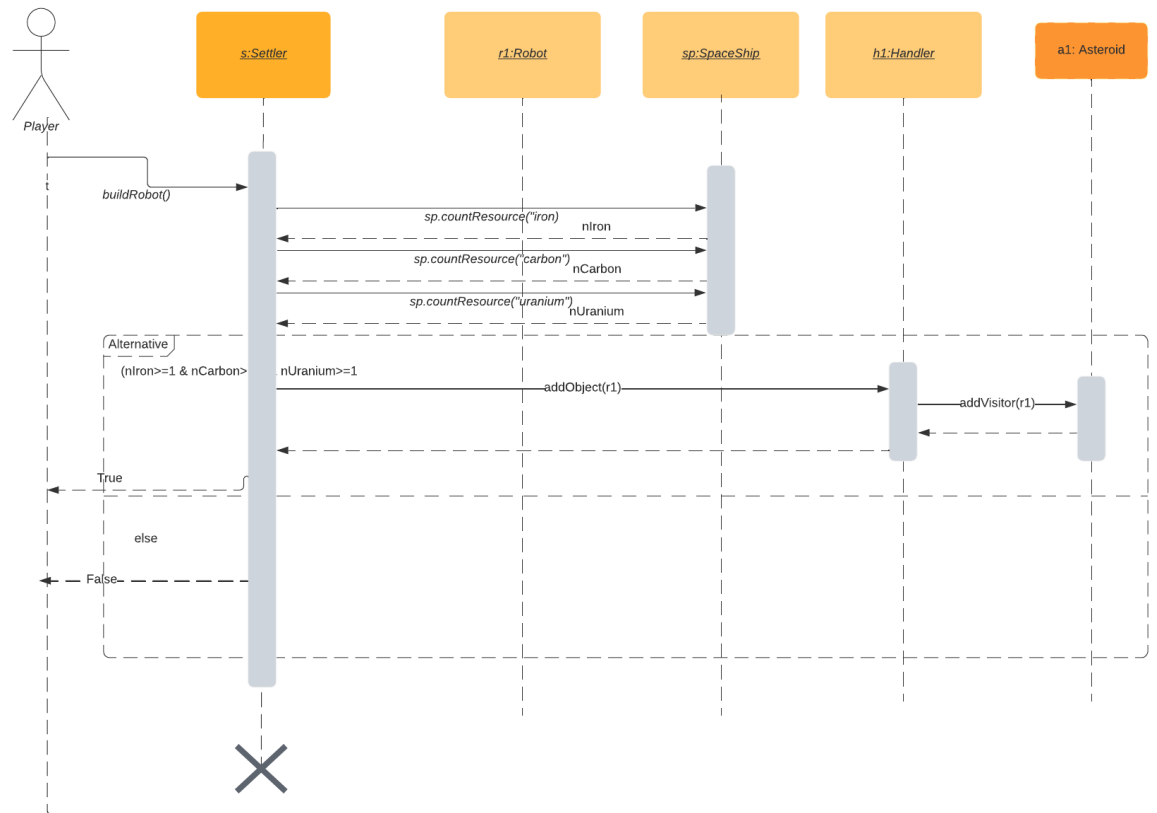 s:Settler
r1:Robot
sp:SpaceShip
h1:Handler
a1: Asteroid
Player
t
buildRobot()
sp.countResource("iron)
nIron
sp.countResource("carbon")
nCarbon
sp.countResource("uranium")
nUranium
Alternative
(nIron>=1 & nCarbon> nUranium>=1
addObject(r1)
addVisitor(r1)
True
else
False